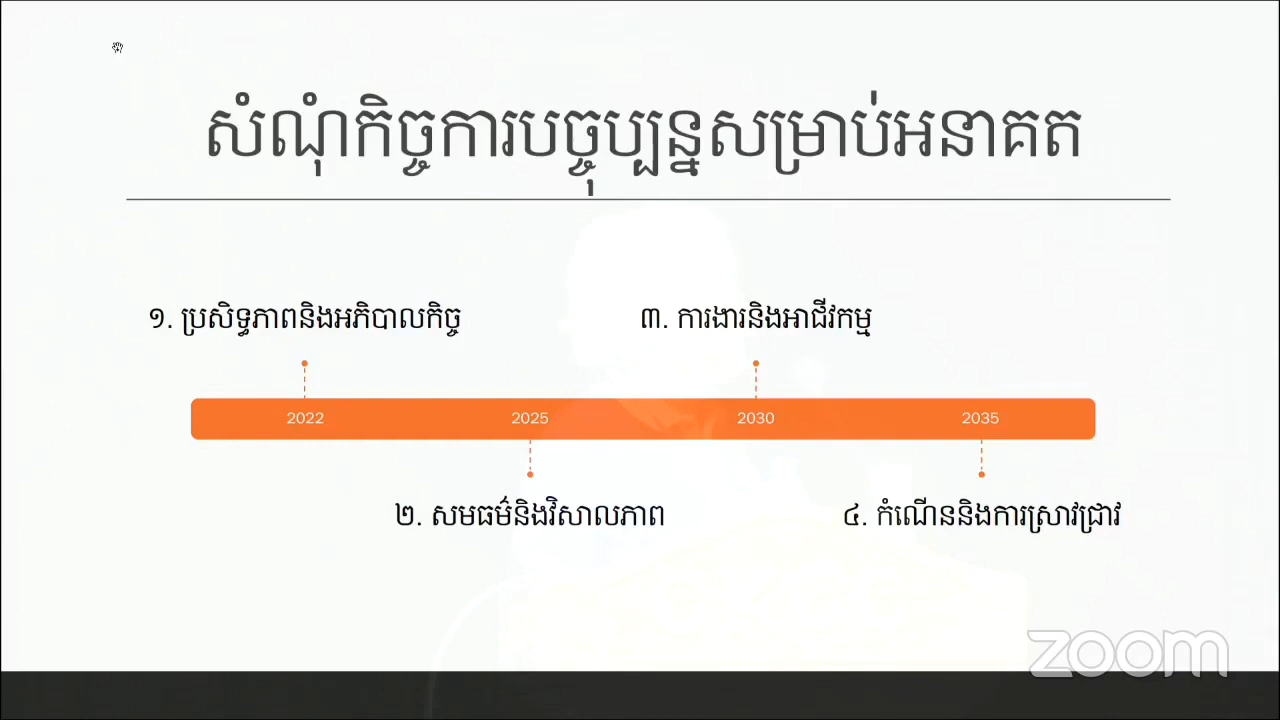 សំណុំកិច្ចការបច្ចុប្បន្នសម្រាប់អនាគត
១. ប្រសិទ្ធភាពនិងអភិបាលកិច្ច
៣. ការងារនិងអាជីវកម្ម
2022 2025 2030 2035
២. សមធម៌និងវិសាលភាព
៤. កំណើននិងការស្រាវជ្រាវ
zoom